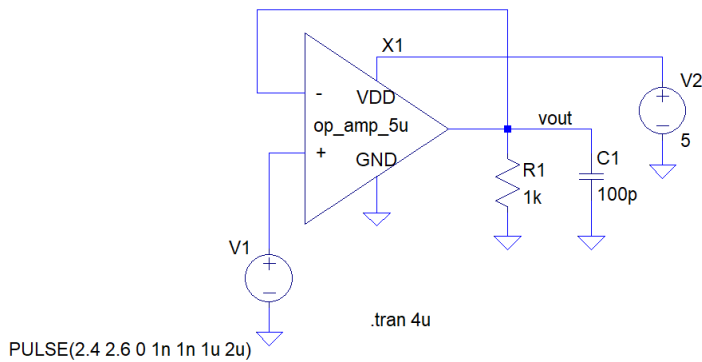 X1
V2
-
VDD
+
vout
op_amp_5u
-
+
GND
C1
5
R1
100p
1k
V1
+
-
.tran 4u
PULSE(2.4 2.6 0 1n 1n 1u 2u)